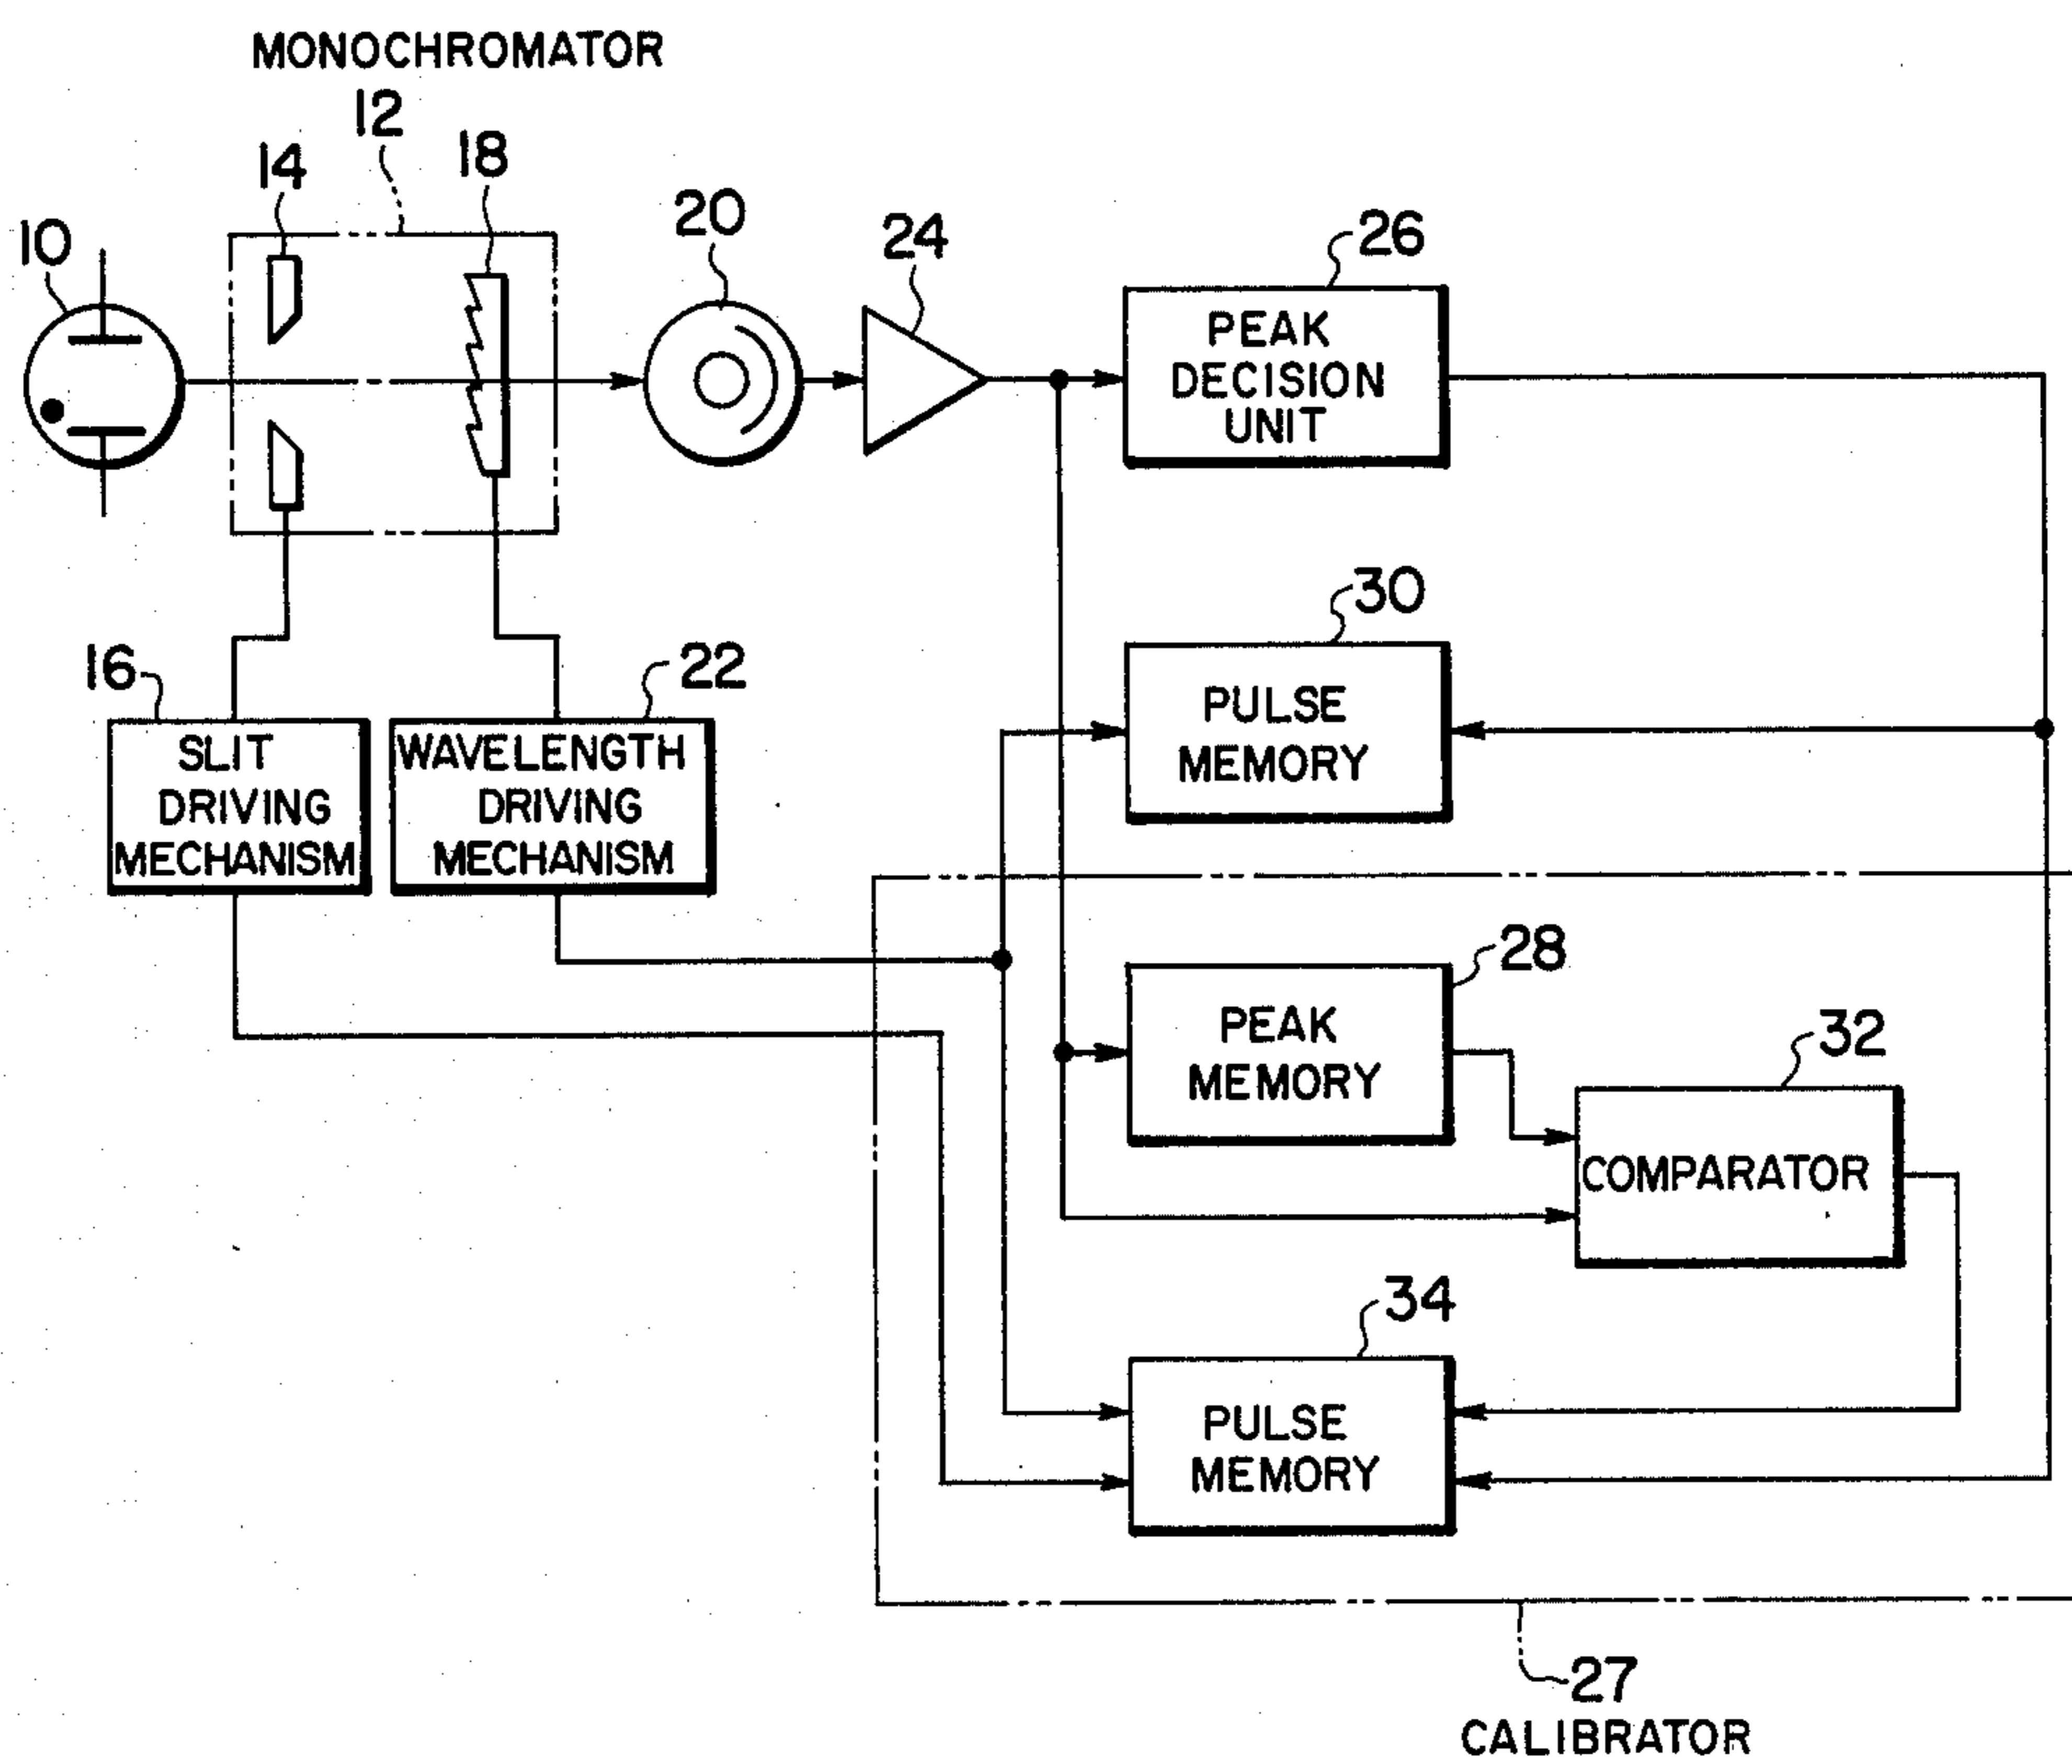 MONOCHROMATOR
12
14
18
10
20
24
26
PEAK
DECISION
UNIT
30
PULSE
MEMORY
16
SLIT
DRIVING
MECHANISM
22
WAVELENGTH
DRIVING
MECHANISM
28
PEAK
MEMORY
32
COMPARATOR
34
PULSE
MEMORY
27
CALIBRATOR